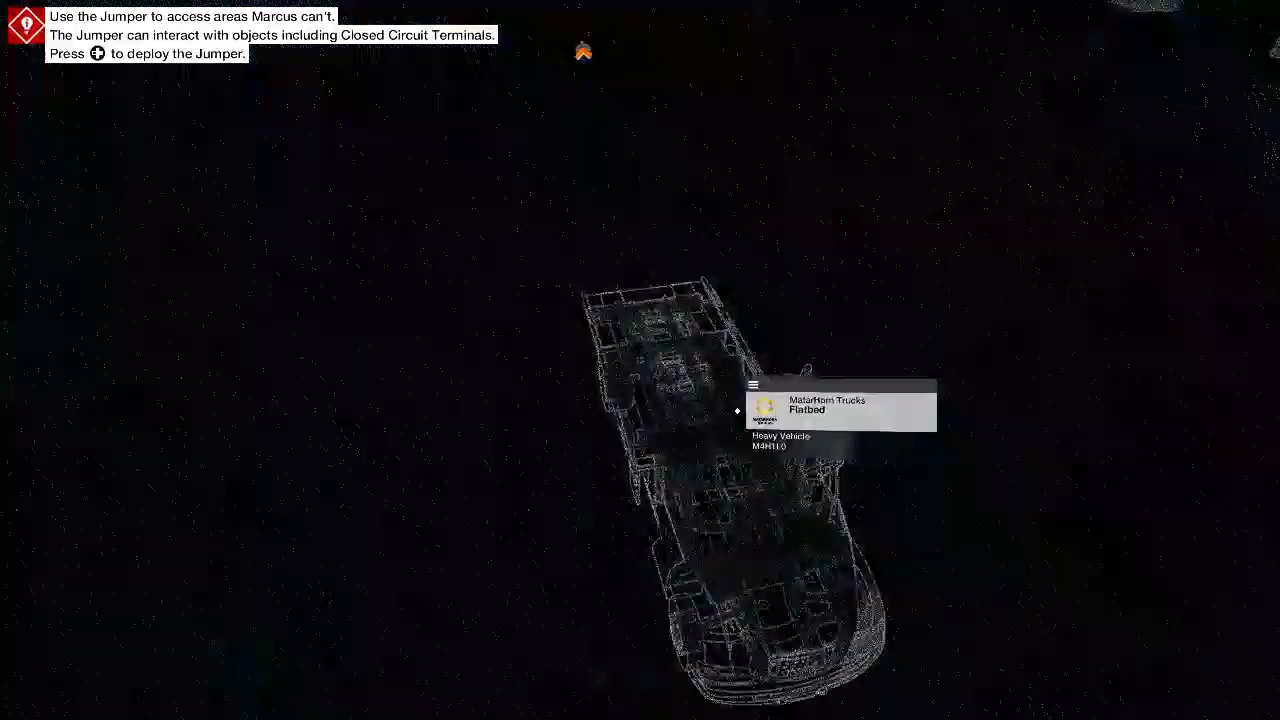 Use the Jumper to access areas Marcus can't.
The Jumper can interact with objects including Closed Circuit Terminals.
Press to deploy the Jumper.
MatarHorn Trucks
Flatbed
Heavy Vehicle